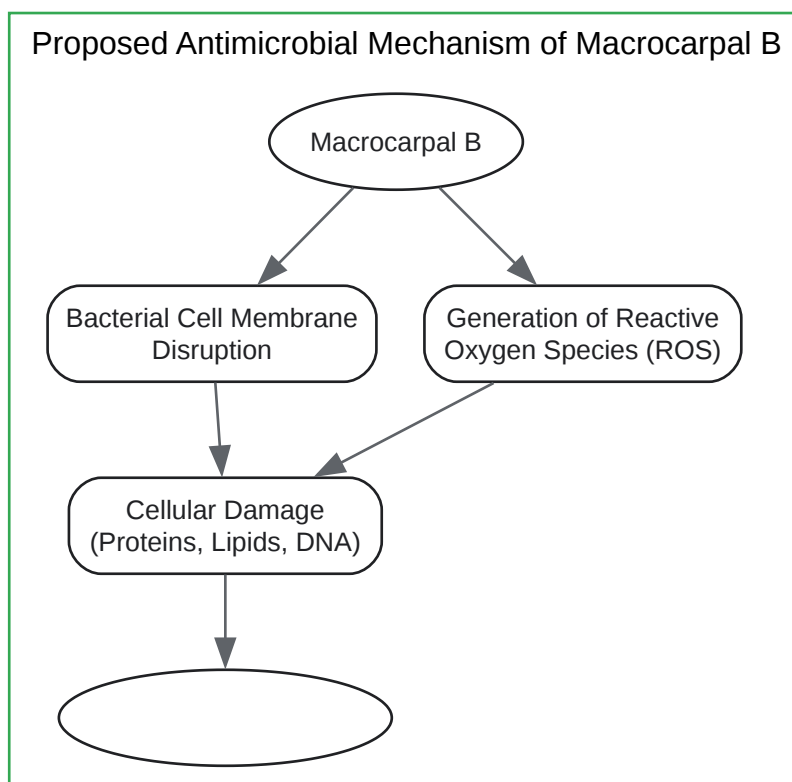 Proposed Antimicrobial Mechanism of Macrocarpal B
Macrocarpal B
Bacterial Cell Membrane
Disruption
Generation of Reactive
Oxygen Species (ROS)
Cellular Damage
(Proteins, Lipids, DNA)